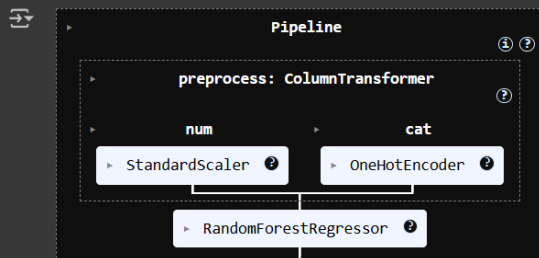 Pipeline
i ?
preprocess: ColumnTransformer
?
num cat
StandardScaler ? OneHotEncoder ?
RandomForestRegressor ?